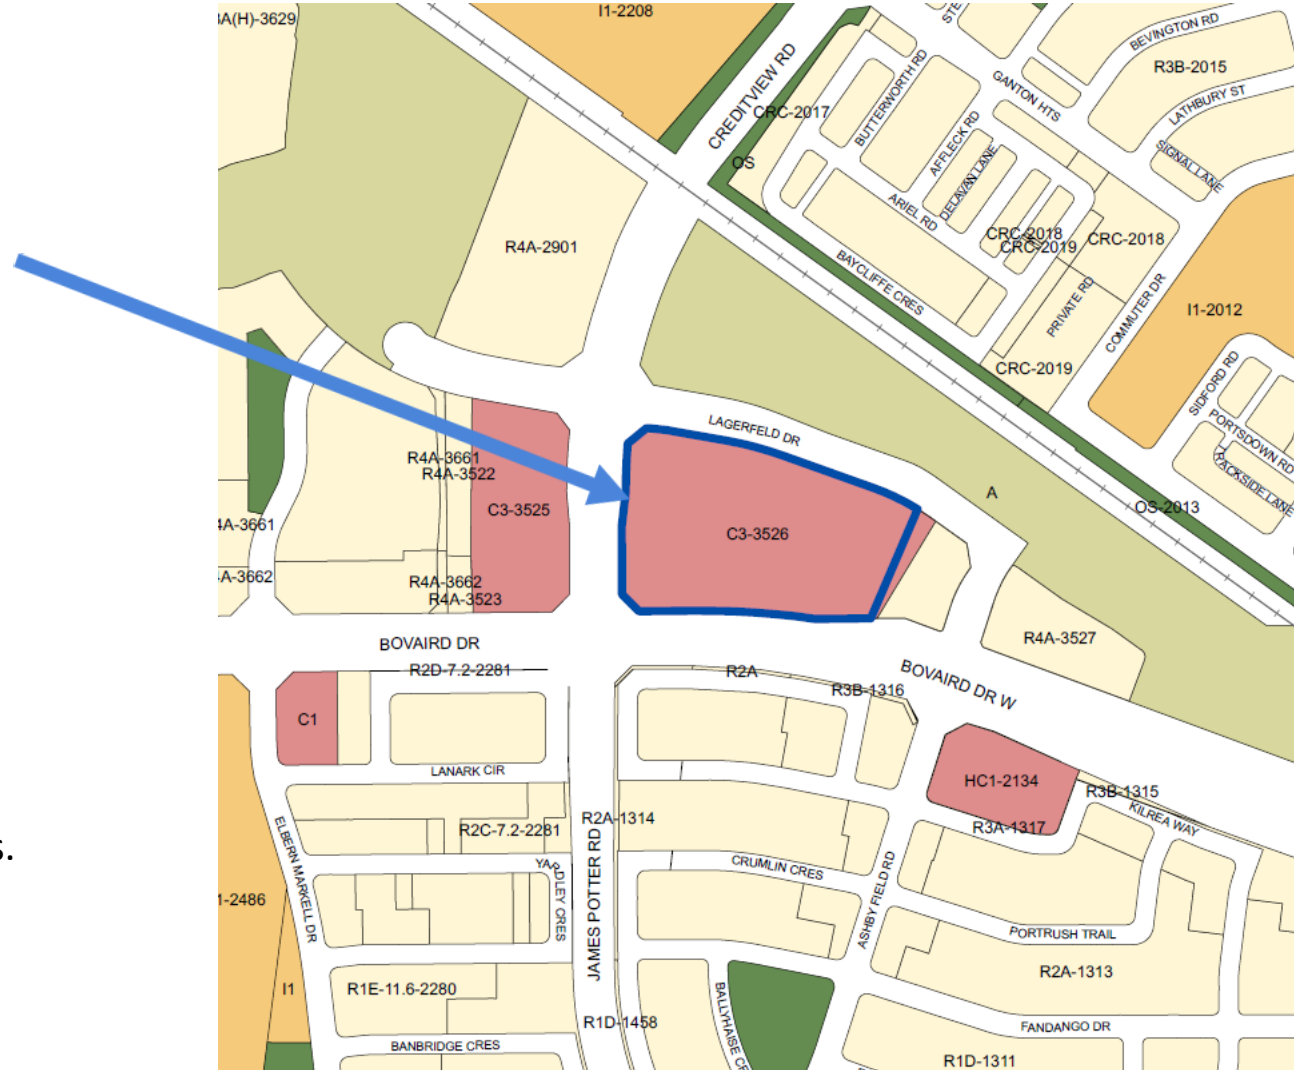 3A(H)-3629
I1-2208
STE
BEVINGTON RD
R3B-2015
CREDITVIEW RD
BUTTERWORTH RD
GANTON HTS
LATHBURY ST
CRC-2017
AFFLECK RD
SIGNAL LANE
OS
DELAVAN LANE
ARIEL RD
R4A-2901
CRC-2018
CRC-2019
CRC-2018
BAYCLIFFE CRES
PRIVATE RD
COMMUTER DR
I1-2012
CRC-2019
SIDFORD RD
PORTSDOWN RD
TRACKSIDE LANE
LAGERFELD DR
R4A-3661
R4A-3522
A
OS-2013
C3-3525
4A-3661
C3-3526
4A-3662
R4A-3662
R4A-3523
BOVAIRD DR
R4A-3527
R2D-7.2-2281
R2A
R3B-1316
BOVAIRD DR W
C1
LANARK CIR
HC1-2134
R3B-1315
KILREA WAY
R2C-7.2-2281
R2A-1314
R3A-1317
ELBERN MARKELL DR
YARDLEY CRES
JAMES POTTER RD
CRUMLIN CRES
ASHBY FIELD RD
s.
1-2486
PORTRUSH TRAIL
R2A-1313
I1
R1E-11.6-2280
BALLYHAISE CR
R1D-1458
FANDANGO DR
BANBRIDGE CRES
R1D-1311